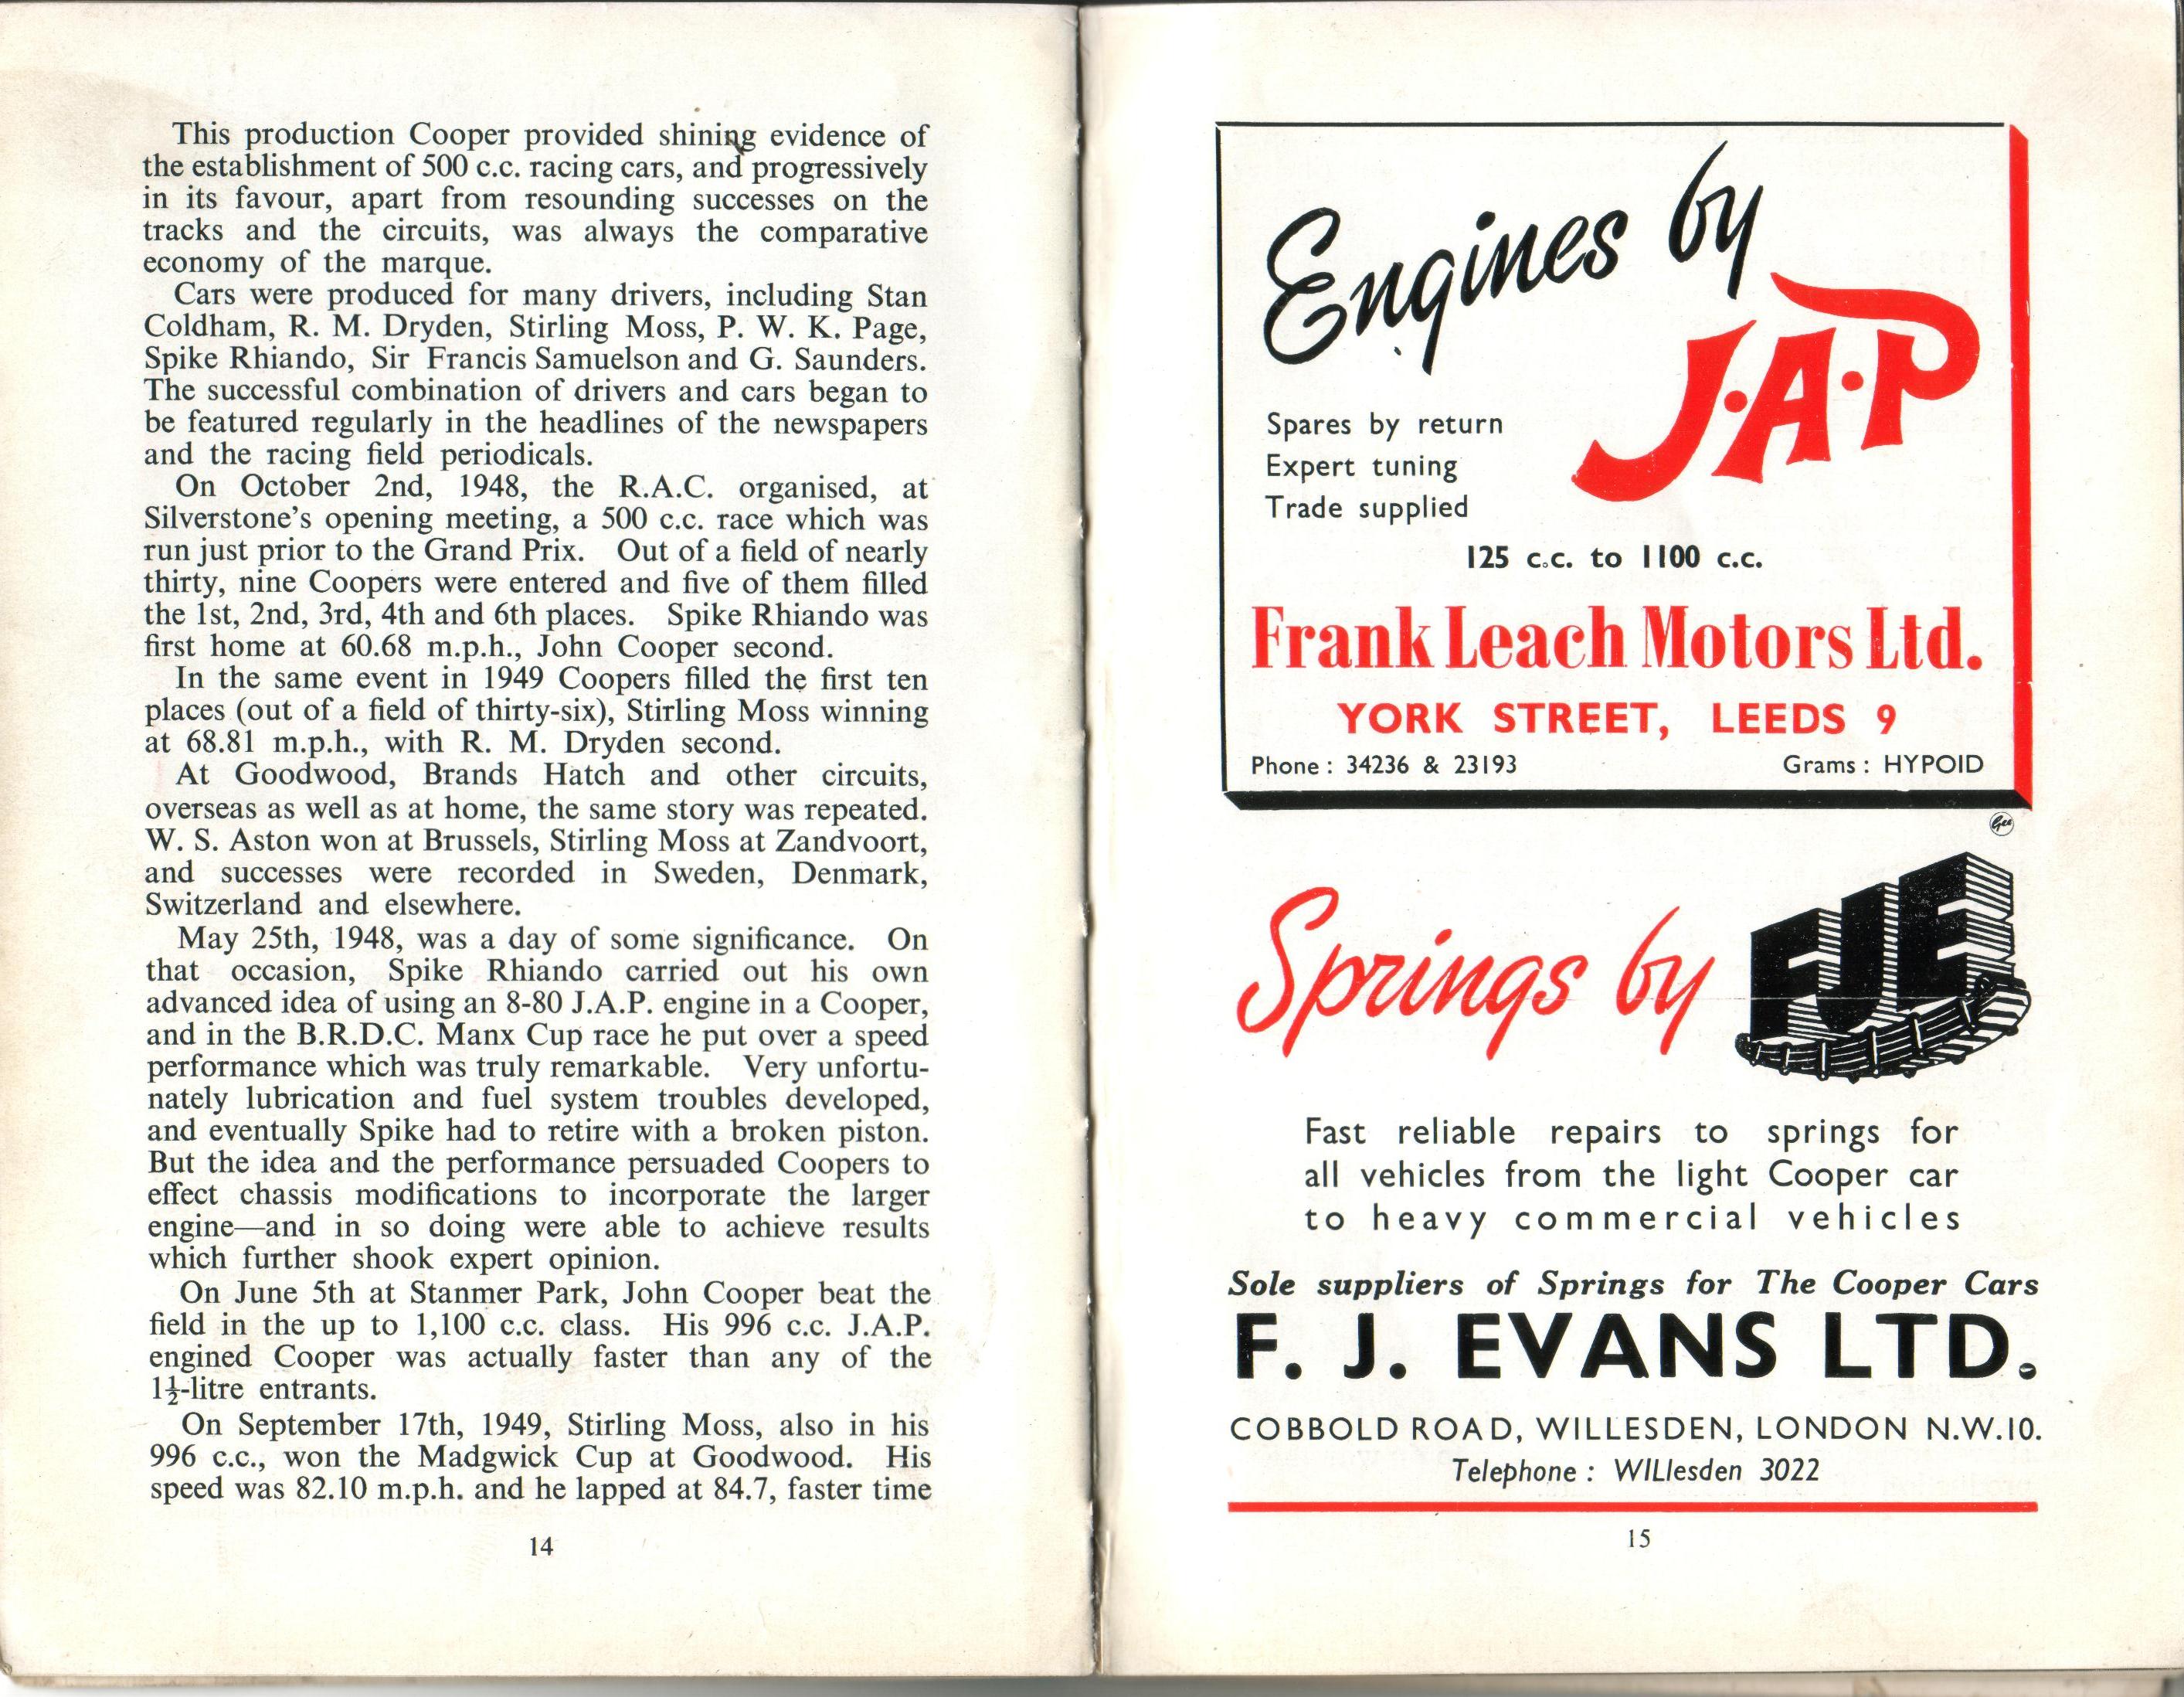 This production Cooper provided shining evidence of
the establishment of 500 c.c. racing cars, and progressively
in its favour, apart from resounding successes on the
tracks and the circuits, was always the comparative
economy of the marque.
Cars were produced for many drivers, including Stan
Coldham, R. M. Dryden, Stirling Moss, P. W. K. Page,
Spike Rhiando, Sir Francis Samuelson and G. Saunders.
The successful combination of drivers and cars began to
be featured regularly in the headlines of the newspapers
and the racing field periodicals.
On October 2nd, 1948, the R.A.C. organised, at
Silverstone's opening meeting, a 500 c.c. race which was
run just prior to the Grand Prix. Out of a field of nearly
thirty, nine Coopers were entered and five of them filled
the 1st, 2nd, 3rd, 4th and 6th places. Spike Rhiando was
first home at 60.68 m.p.h., John Cooper second.
In the same event in 1949 Coopers filled the first ten
places (out of a field of thirty-six), Stirling Moss winning
at 68.81 m.p.h., with R. M. Dryden second.
At Goodwood, Brands Hatch and other circuits,
overseas as well as at home, the same story was repeated.
W. S. Aston won at Brussels, Stirling Moss at Zandvoort,
and successes were recorded in Sweden, Denmark,
Switzerland and elsewhere.
May 25th, 1948, was a day of some significance. On
that occasion, Spike Rhiando carried out his own
advanced idea of using an 8-80 J.A.P. engine in a Cooper,
and in the B.R.D.C. Manx Cup race he put over a speed
performance which was truly remarkable. Very unfortu-
nately lubrication and fuel system troubles developed,
and eventually Spike had to retire with a broken piston.
But the idea and the performance persuaded Coopers to
effect chassis modifications to incorporate the larger
engine—and in so doing were able to achieve results
which further shook expert opinion.
On June 5th at Stanmer Park, John Cooper beat the
field in the up to 1,100 c.c. class. His 996 c.c. J.A.P.
engined Cooper was actually faster than any of the
1½-litre entrants.
On September 17th, 1949, Stirling Moss, also in his
996 c.c., won the Madgwick Cup at Goodwood. His
speed was 82.10 m.p.h. and he lapped at 84.7, faster time
14
Engines by
J·A·P
Spares by return
Expert tuning
Trade supplied
125 c.c. to 1100 c.c.
Frank Leach Motors Ltd.
YORK STREET, LEEDS 9
Phone : 34236 & 23193 Grams : HYPOID
Springs by
FJE
Fast reliable repairs to springs for
all vehicles from the light Cooper car
to heavy commercial vehicles
Sole suppliers of Springs for The Cooper Cars
F. J. EVANS LTD.
COBBOLD ROAD, WILLESDEN, LONDON N.W.10.
Telephone : WILlesden 3022
15